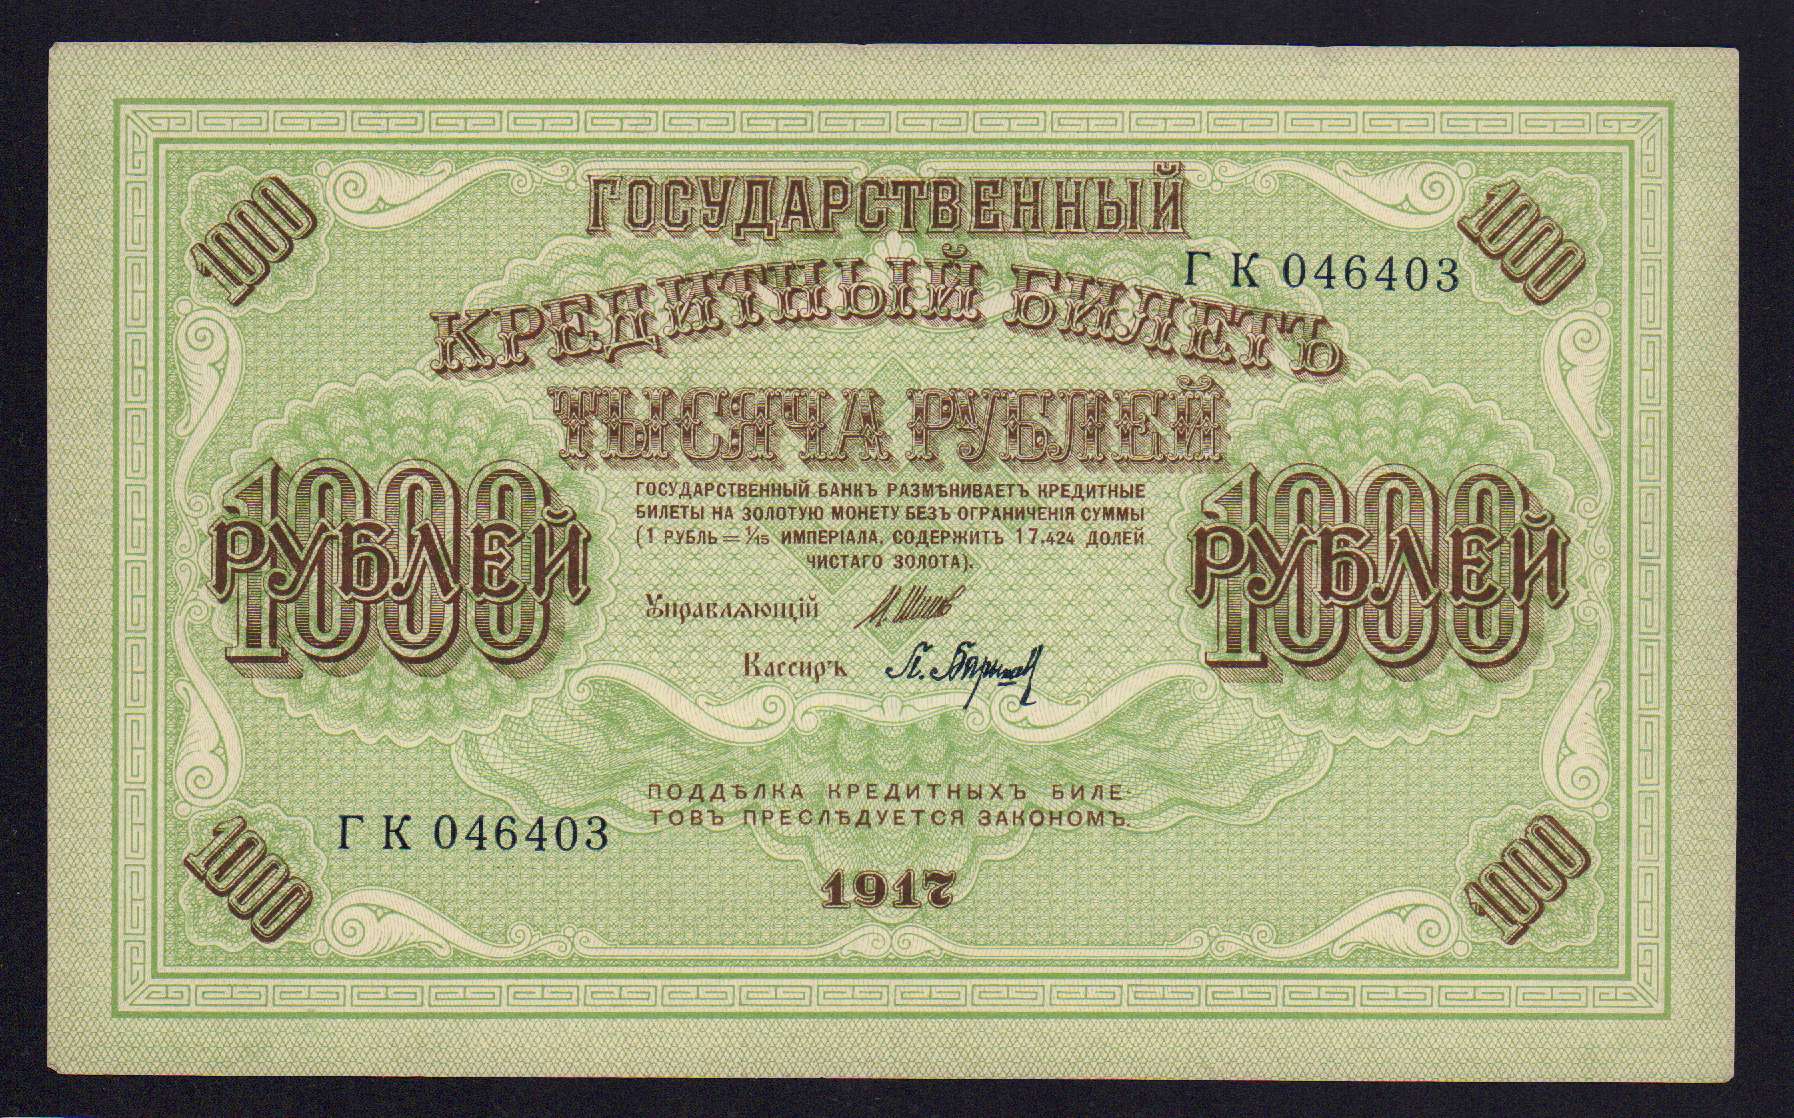 1000
1000
ГОСУДАРСТВЕННЫЙ
ГК 046403
КРЕДИТНЫЙ БИЛЕТЪ
ТЫСЯЧА РУБЛЕЙ
1000 РУБЛЕЙ
1000 РУБЛЕЙ
ГОСУДАРСТВЕННЫЙ БАНКЪ РАЗМѢНИВАЕТЪ КРЕДИТНЫЕ
БИЛЕТЫ НА ЗОЛОТУЮ МОНЕТУ БЕЗЪ ОГРАНИЧЕНІЯ СУММЫ
(1 РУБЛЬ = 1/15 ИМПЕРІАЛА, СОДЕРЖИТЪ 17,424 ДОЛЕЙ
ЧИСТАГО ЗОЛОТА).
Управляющій
Кассиръ
ПОДДѢЛКА КРЕДИТНЫХЪ БИЛЕ-
ТОВЪ ПРЕСЛѢДУЕТСЯ ЗАКОНОМЪ.
ГК 046403
1000
1917
1000